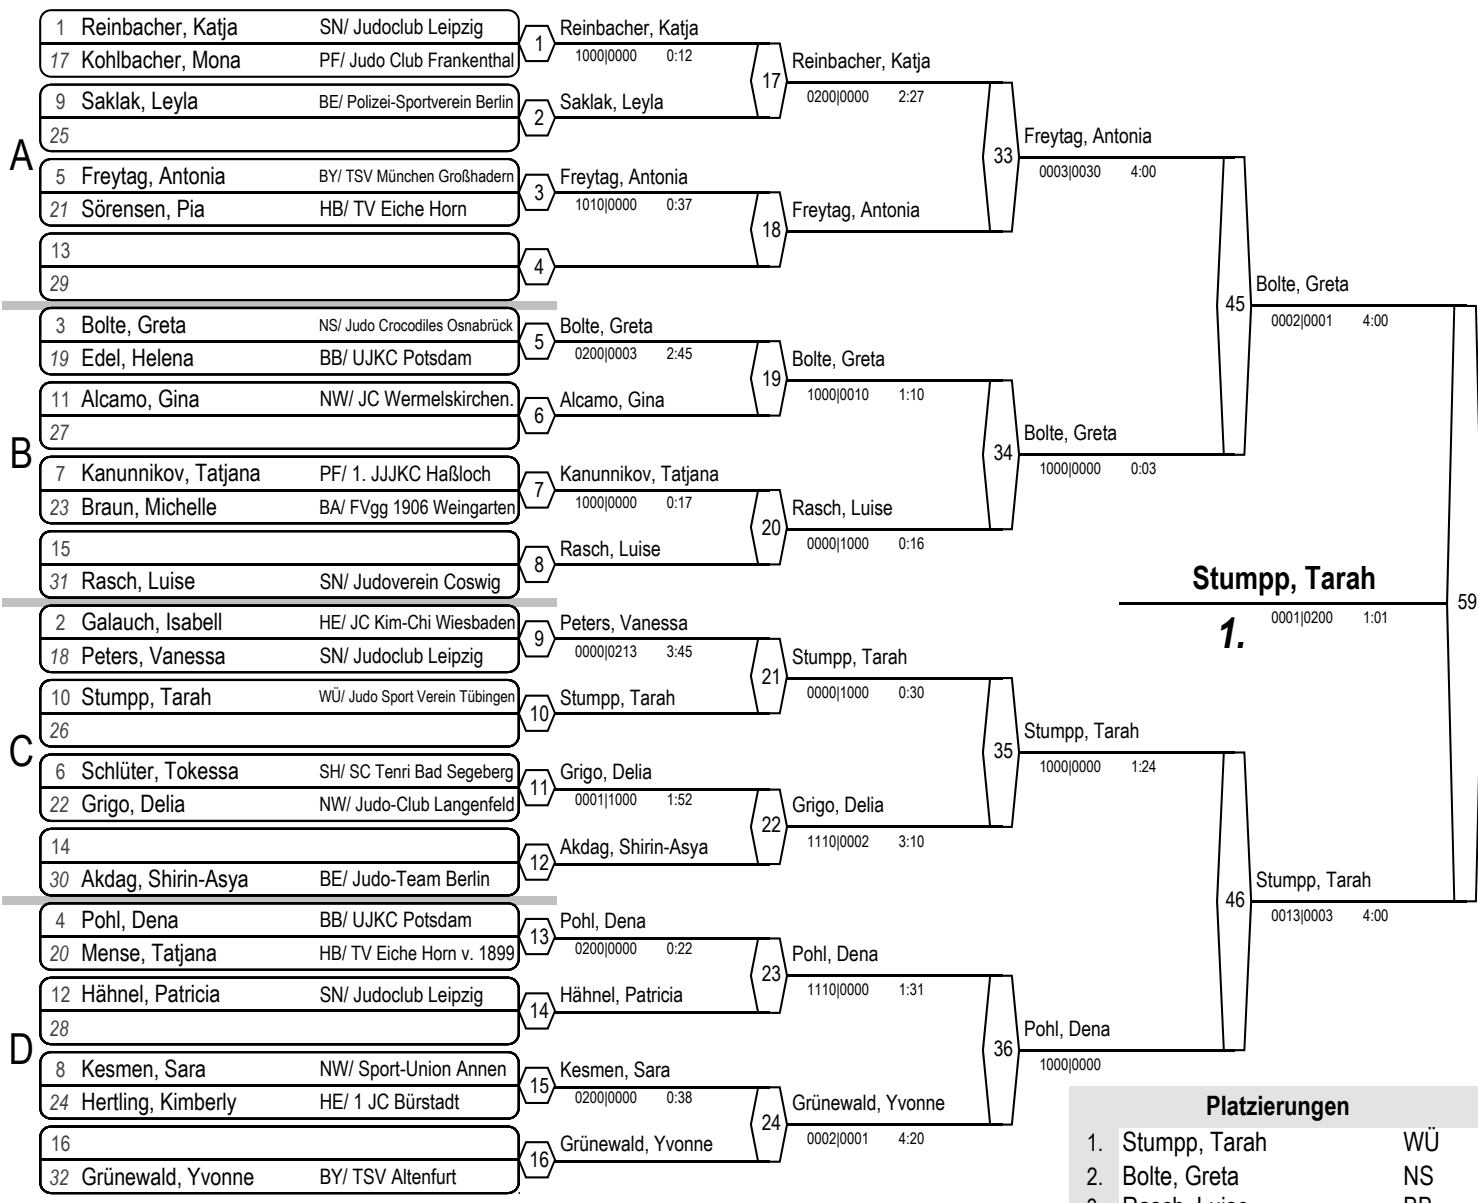 A
1 Reinbacher, Katja SN/ Judoclub Leipzig
17 Kohlbacher, Mona PF/ Judo Club Frankenthal
9 Saklak, Leyla BE/ Polizei-Sportverein Berlin
25
5 Freytag, Antonia BY/ TSV München Großhadern
21 Sörensen, Pia HB/ TV Eiche Horn
13
29
B
3 Bolte, Greta NS/ Judo Crocodiles Osnabrück
19 Edel, Helena BB/ UJKC Potsdam
11 Alcamo, Gina NW/ JC Wermelskirchen.
27
7 Kanunnikov, Tatjana PF/ 1. JJJKC Haßloch
23 Braun, Michelle BA/ FVgg 1906 Weingarten
15
31 Rasch, Luise SN/ Judoverein Coswig
C
2 Galauch, Isabell HE/ JC Kim-Chi Wiesbaden
18 Peters, Vanessa SN/ Judoclub Leipzig
10 Stumpp, Tarah WÜ/ Judo Sport Verein Tübingen
26
6 Schlüter, Tokessa SH/ SC Tenri Bad Segeberg
22 Grigo, Delia NW/ Judo-Club Langenfeld
14
30 Akdag, Shirin-Asya BE/ Judo-Team Berlin
D
4 Pohl, Dena BB/ UJKC Potsdam
20 Mense, Tatjana HB/ TV Eiche Horn v. 1899
12 Hähnel, Patricia SN/ Judoclub Leipzig
28
8 Kesmen, Sara NW/ Sport-Union Annen
24 Hertling, Kimberly HE/ 1 JC Bürstadt
16
32 Grünewald, Yvonne BY/ TSV Altenfurt
1 Reinbacher, Katja
1000|0000 0:12
2 Saklak, Leyla
3 Freytag, Antonia
1010|0000 0:37
4
5 Bolte, Greta
0200|0003 2:45
6 Alcamo, Gina
7 Kanunnikov, Tatjana
1000|0000 0:17
8 Rasch, Luise
9 Peters, Vanessa
0000|0213 3:45
10 Stumpp, Tarah
11 Grigo, Delia
0001|1000 1:52
12 Akdag, Shirin-Asya
13 Pohl, Dena
0200|0000 0:22
14 Hähnel, Patricia
15 Kesmen, Sara
0200|0000 0:38
16 Grünewald, Yvonne
17 Reinbacher, Katja
0200|0000 2:27
18 Freytag, Antonia
19 Bolte, Greta
1000|0010 1:10
20 Rasch, Luise
0000|1000 0:16
21 Stumpp, Tarah
0000|1000 0:30
22 Grigo, Delia
1110|0002 3:10
23 Pohl, Dena
1110|0000 1:31
24 Grünewald, Yvonne
0002|0001 4:20
33 Freytag, Antonia
0003|0030 4:00
34 Bolte, Greta
1000|0000 0:03
35 Stumpp, Tarah
1000|0000 1:24
36 Pohl, Dena
1000|0000
45 Bolte, Greta
0002|0001 4:00
46 Stumpp, Tarah
0013|0003 4:00
Stumpp, Tarah
59
1. 0001|0200 1:01
Platzierungen
1. Stumpp, Tarah WÜ
2. Bolte, Greta NS